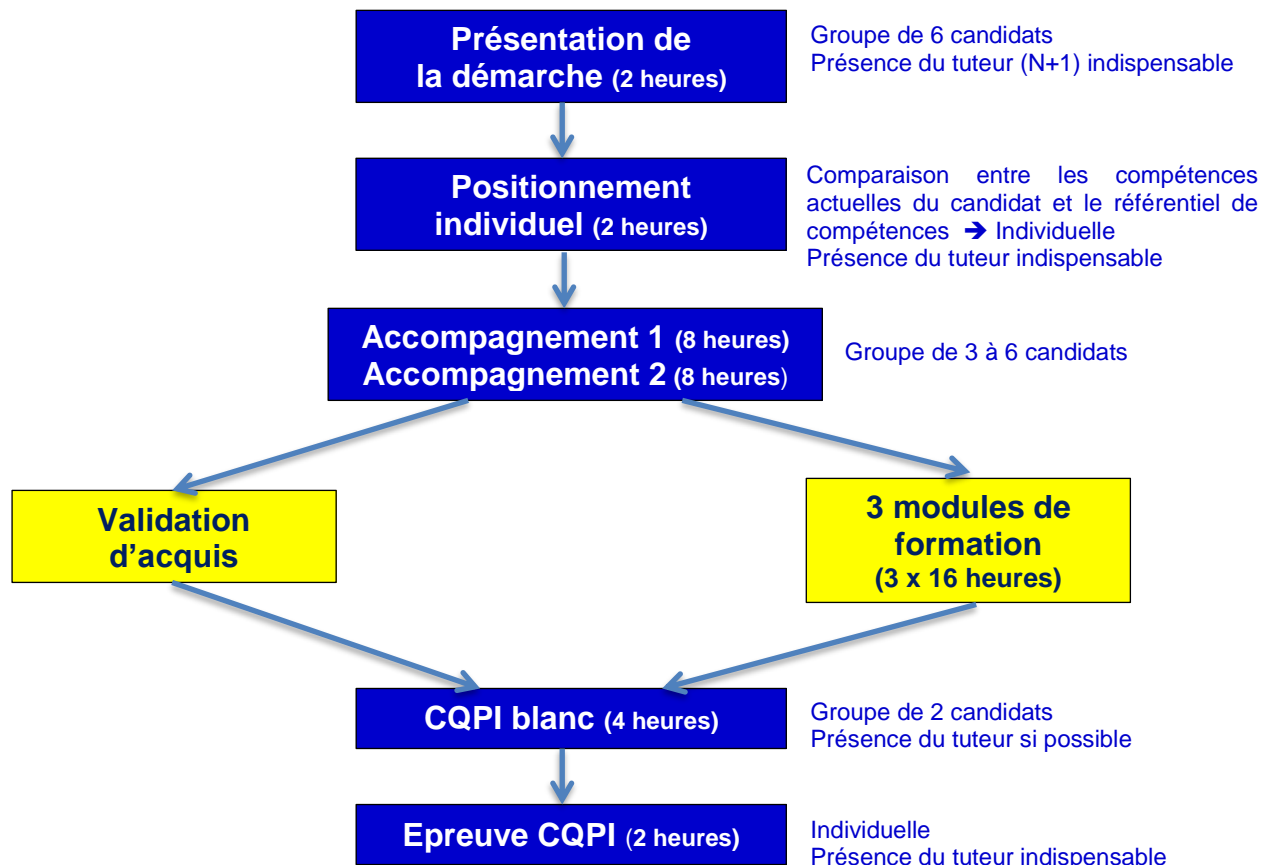 Présentation de
la démarche (2 heures)
Groupe de 6 candidats
Présence du tuteur (N+1) indispensable
Positionnement
individuel (2 heures)
Comparaison entre les compétences
actuelles du candidat et le référentiel de
compétences ➔ Individuelle
Présence du tuteur indispensable
Accompagnement 1 (8 heures)
Accompagnement 2 (8 heures)
Groupe de 3 à 6 candidats
Validation
d’acquis
3 modules de
formation
(3 x 16 heures)
CQPI blanc (4 heures)
Groupe de 2 candidats
Présence du tuteur si possible
Epreuve CQPI (2 heures)
Individuelle
Présence du tuteur indispensable